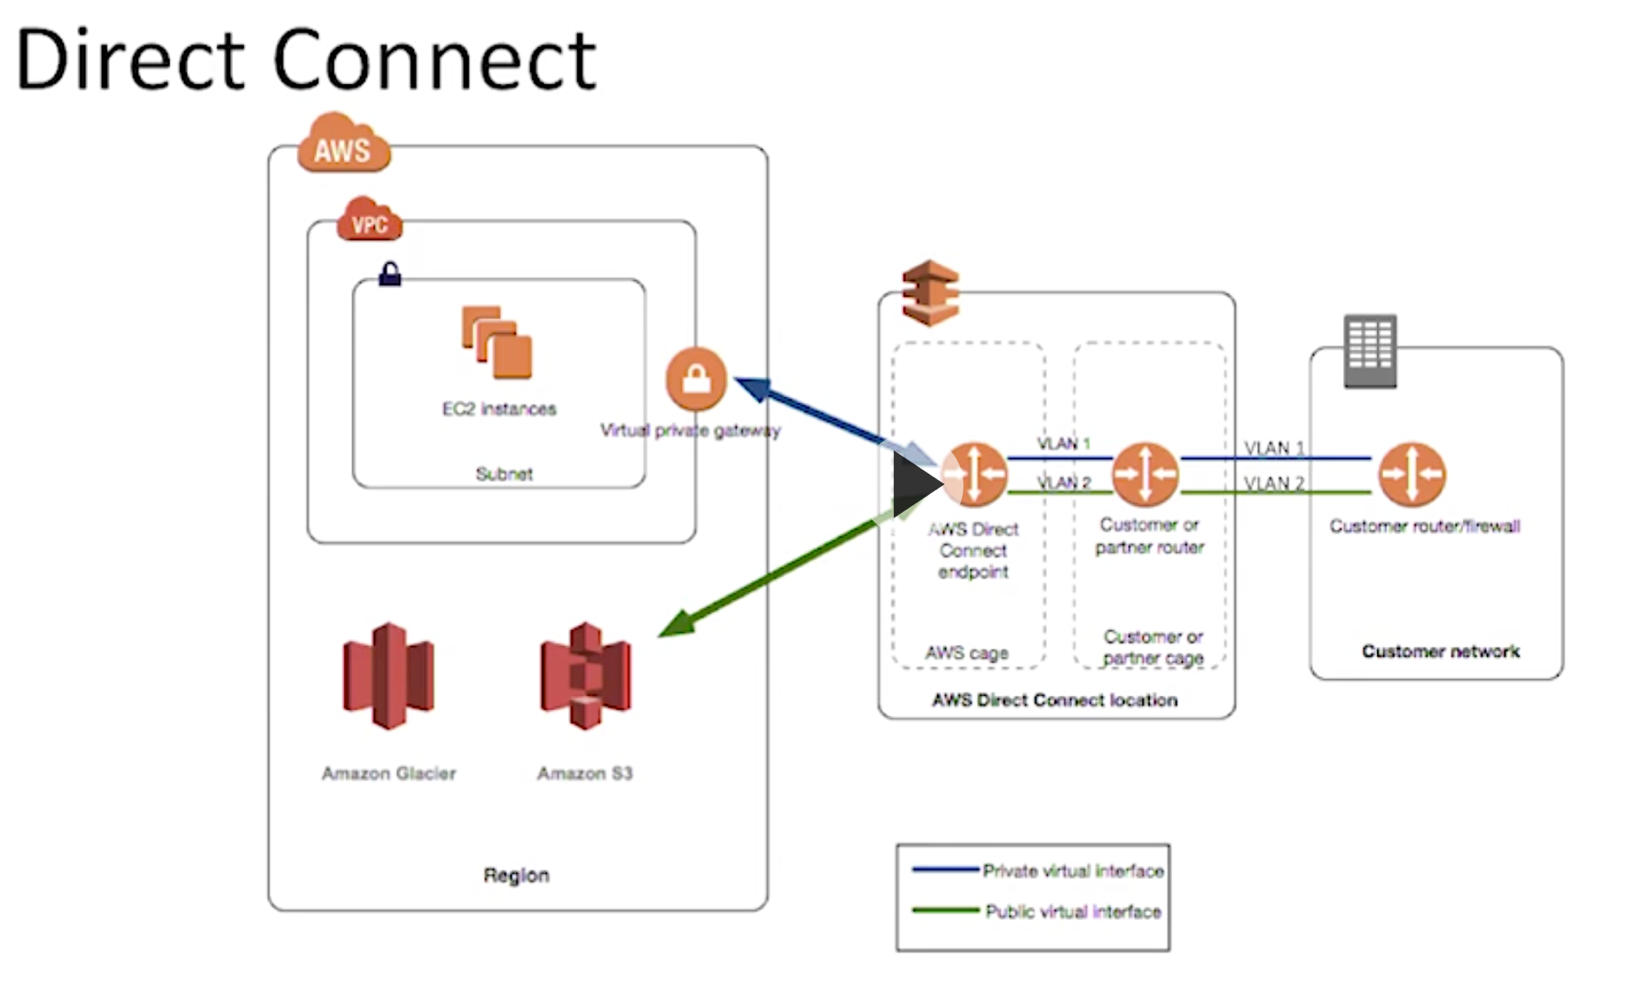 Direct Connect
AWS
VPC
EC2 instances
Virtual private gateway
Subnet
Amazon Glacier
Amazon S3
Region
VLAN 1
VLAN 2
AWS Direct
Connect
endpoint
AWS cage
Customer or
partner router
Customer or
partner cage
AWS Direct Connect location
VLAN 1
VLAN 2
Customer router/firewall
Customer network
Private virtual interface
Public virtual interface